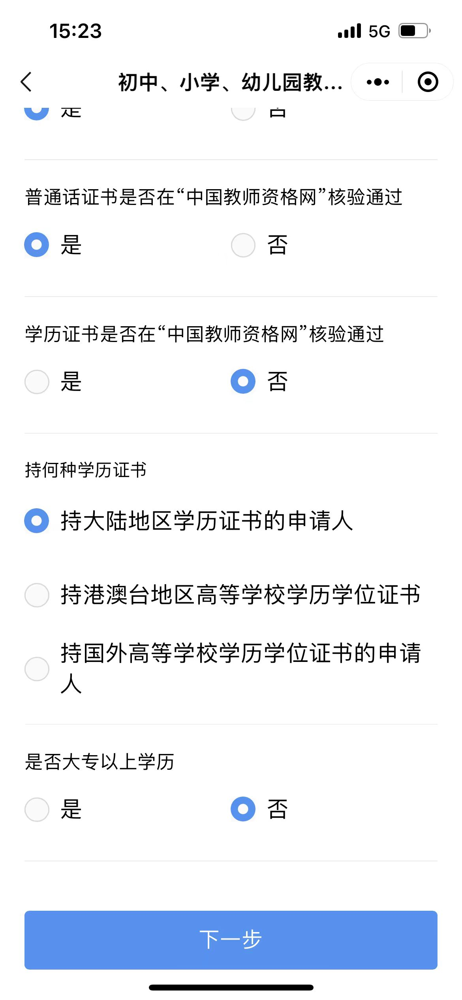 15:23
5G
初中、小学、幼儿园教...
是 否
普通话证书是否在“中国教师资格网”核验通过
是 否
学历证书是否在“中国教师资格网”核验通过
是 否
持何种学历证书
持大陆地区学历证书的申请人
持港澳台地区高等学校学历学位证书
持国外高等学校学历学位证书的申请
人
是否大专以上学历
是 否
下一步